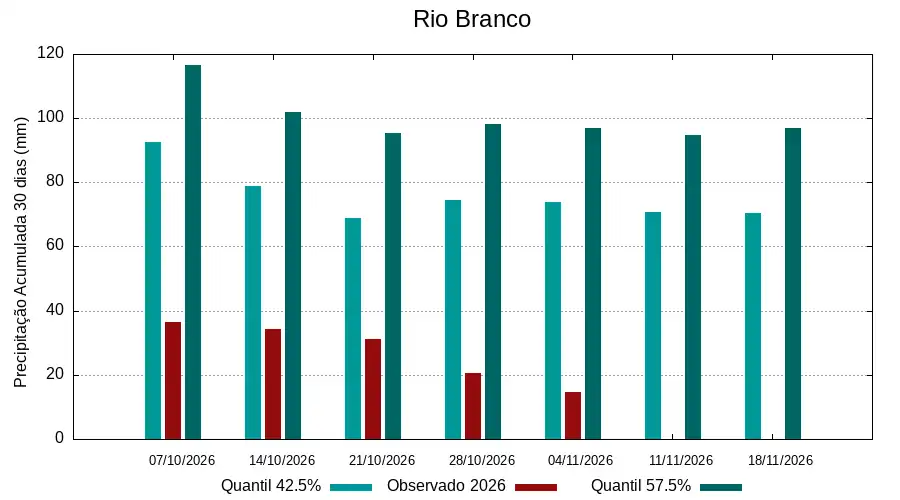 Rio Branco
Precipitação Acumulada 30 dias (mm)
120
100
80
60
40
20
0
07/10/2026 14/10/2026 21/10/2026 28/10/2026 04/11/2026 11/11/2026 18/11/2026
Quantil 42.5% Observado 2026 Quantil 57.5%